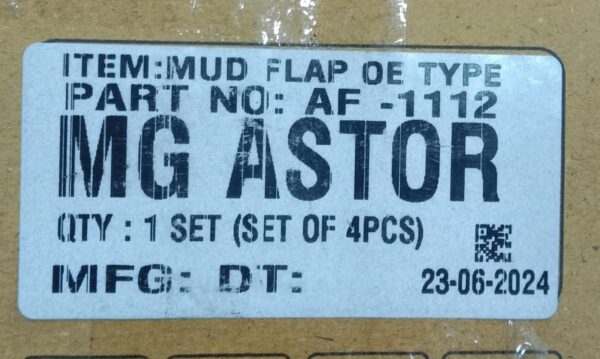 ITEM:MUD FLAP OE TYPE
PART NO: AF -1112
MG ASTOR
QTY : 1 SET (SET OF 4PCS)
MFG: DT: 23-06-2024